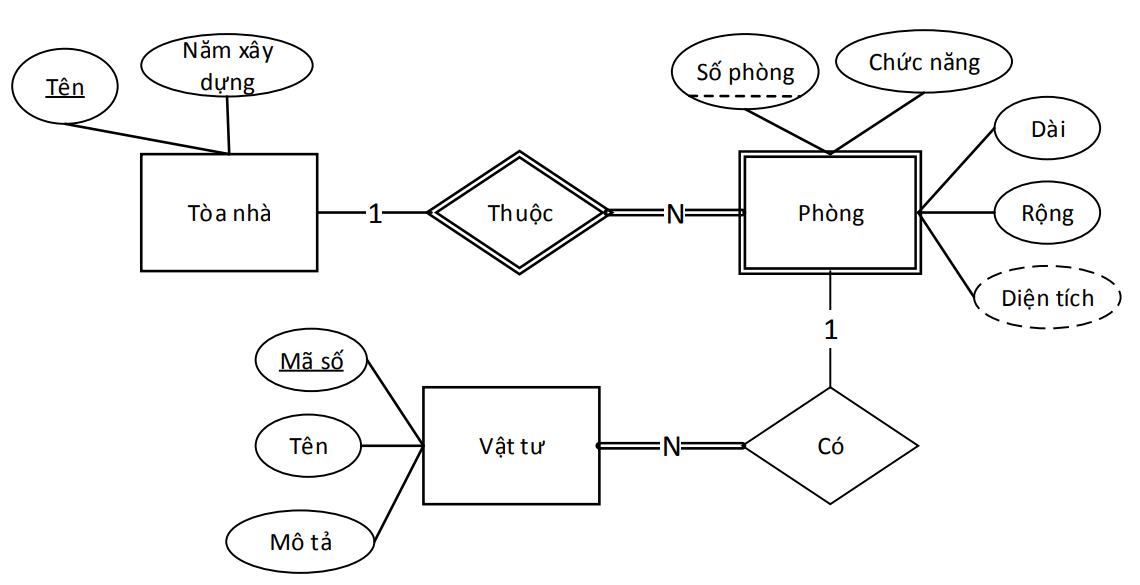 Tên
Năm xây
dựng
Số phòng
Chức năng
Dài
Tòa nhà
1
Thuộc
N
Phòng
Rộng
Diện tích
1
Mã số
Tên
Vật tư
N
Có
Mô tả